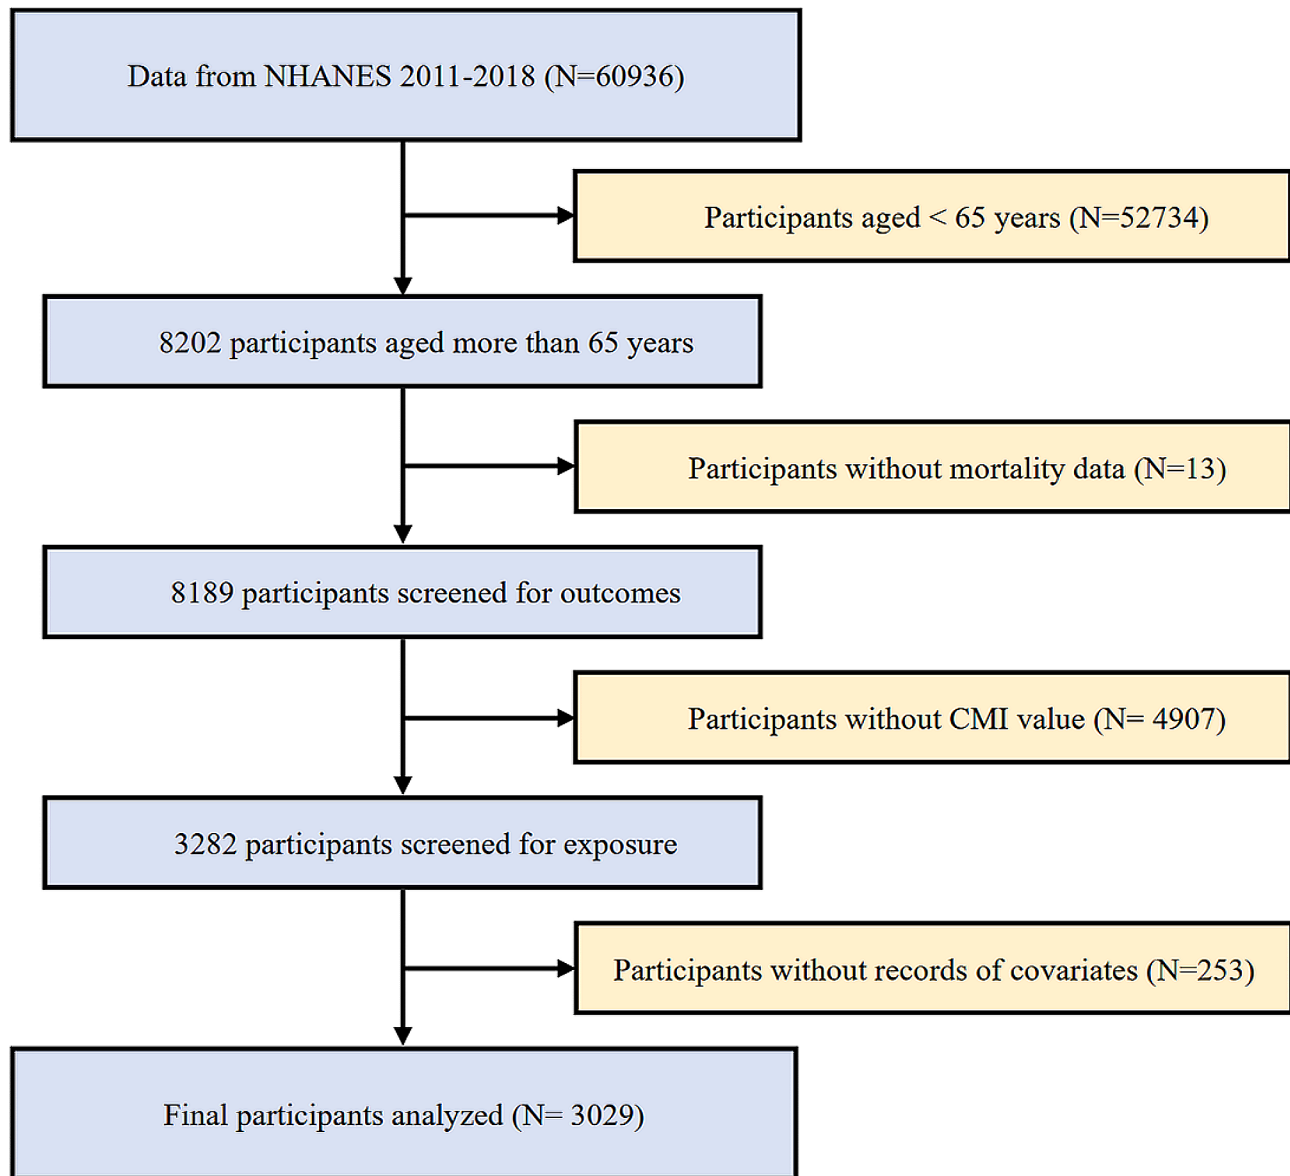 Data from NHANES 2011-2018 (N=60936)
Participants aged < 65 years (N=52734)
8202 participants aged more than 65 years
Participants without mortality data (N=13)
8189 participants screened for outcomes
Participants without CMI value (N= 4907)
3282 participants screened for exposure
Participants without records of covariates (N=253)
Final participants analyzed (N= 3029)